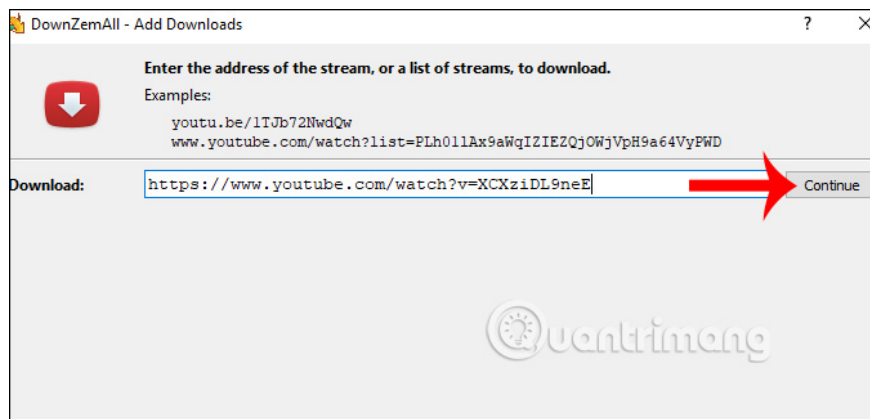 DownZemAll - Add Downloads ?
Enter the address of the stream, or a list of streams, to download.
Examples:
youtu.be/1TJb72NwdQw
www.youtube.com/watch?list=PLh01lAx9aWqIZIEZQjOWjVpH9a64VyPWD
Download: https://www.youtube.com/watch?v=XCXziDL9neE Continue
Quantrimang